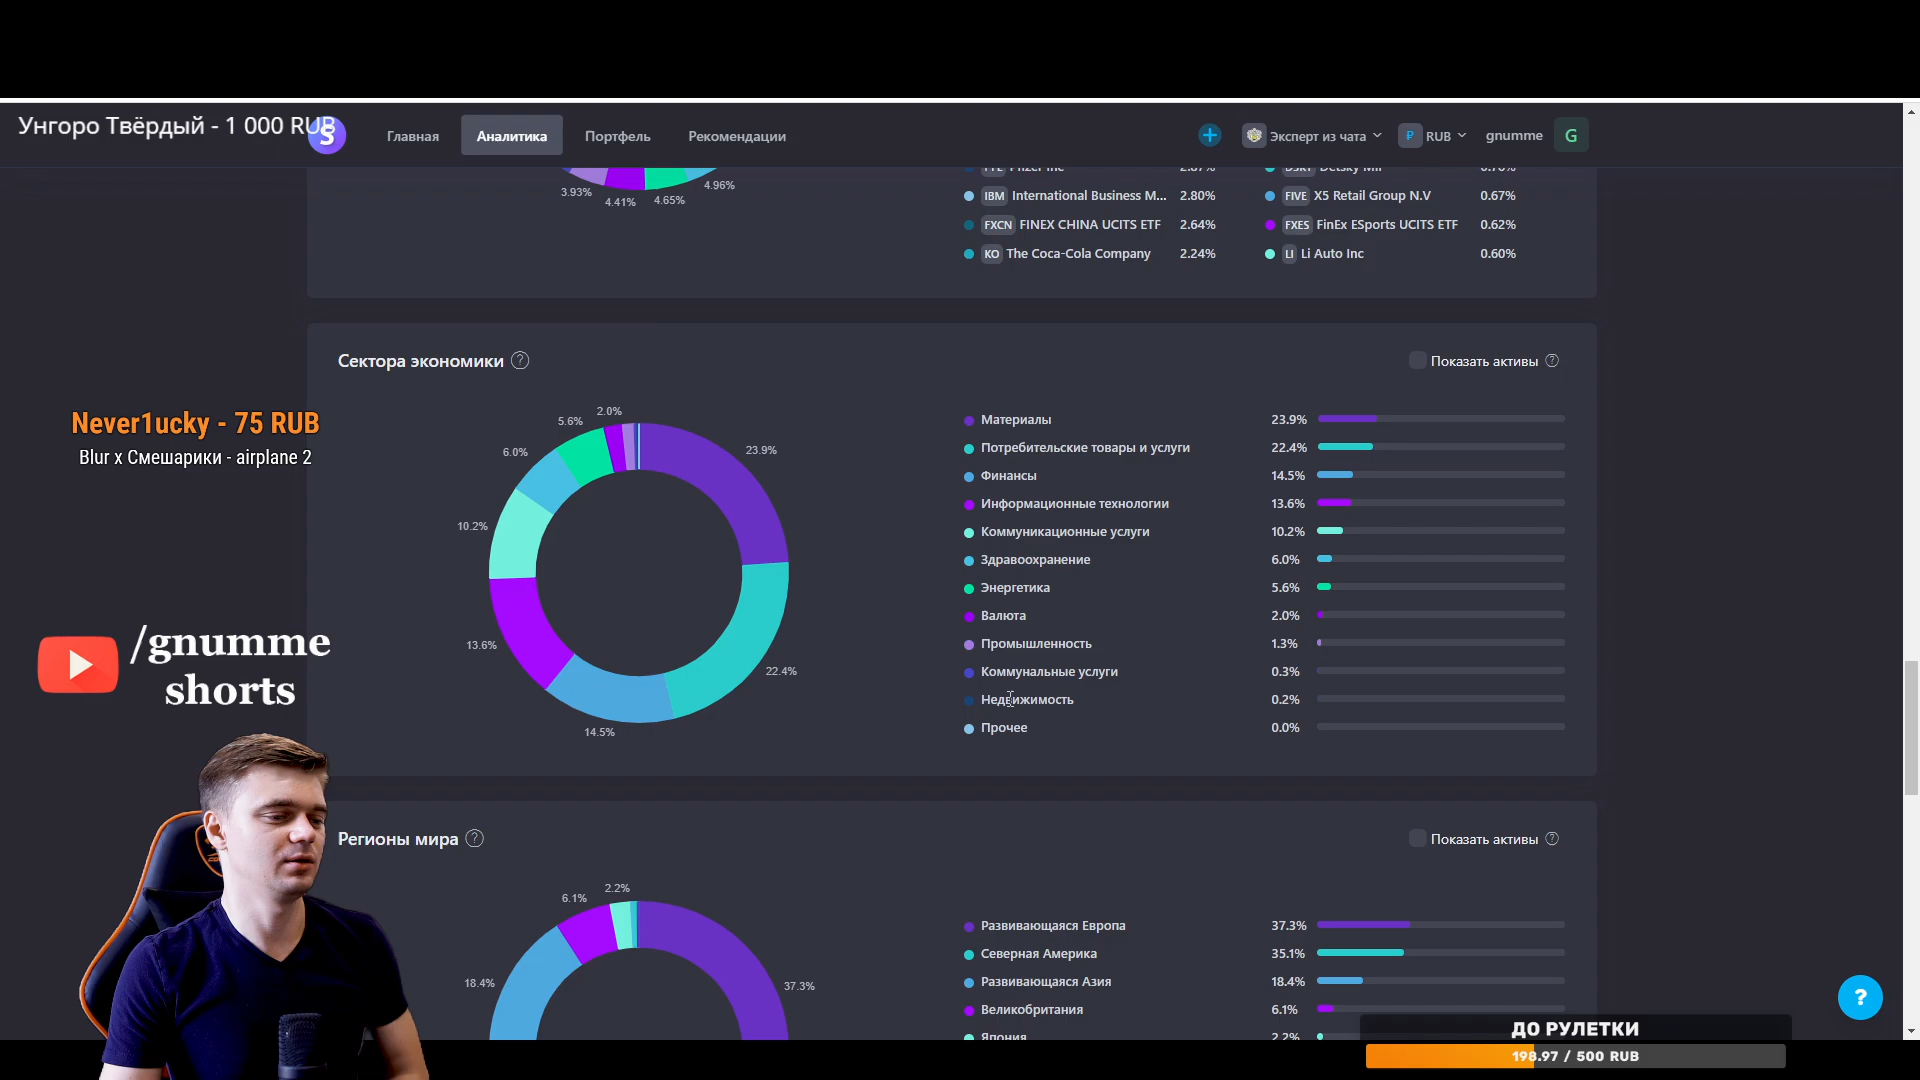 Унгоро Твёрдый - 1 000 RUB
S
Главная
Аналитика
Портфель
Рекомендации
Эксперт из чата
₽ RUB
gnumme
G
3.93%
4.41%
4.65%
4.96%
IBM International Business M... 2.80%
FXCN FINEX CHINA UCITS ETF 2.64%
KO The Coca-Cola Company 2.24%
FIVE X5 Retail Group N.V 0.67%
FXES FinEx ESports UCITS ETF 0.62%
LI Li Auto Inc 0.60%
Сектора экономики ?
Показать активы ?
Never1ucky - 75 RUB
Blur x Смешарики - airplane 2
2.0%
5.6%
6.0%
10.2%
13.6%
14.5%
22.4%
23.9%
Материалы 23.9%
Потребительские товары и услуги 22.4%
Финансы 14.5%
Информационные технологии 13.6%
Коммуникационные услуги 10.2%
Здравоохранение 6.0%
Энергетика 5.6%
Валюта 2.0%
Промышленность 1.3%
Коммунальные услуги 0.3%
Недвижимость 0.2%
Прочее 0.0%
/gnumme
shorts
Регионы мира ?
Показать активы ?
2.2%
6.1%
18.4%
37.3%
Развивающаяся Европа 37.3%
Северная Америка 35.1%
Развивающаяся Азия 18.4%
Великобритания 6.1%
Япония 2.2%
?
ДО РУЛЕТКИ
198.97 / 500 RUB